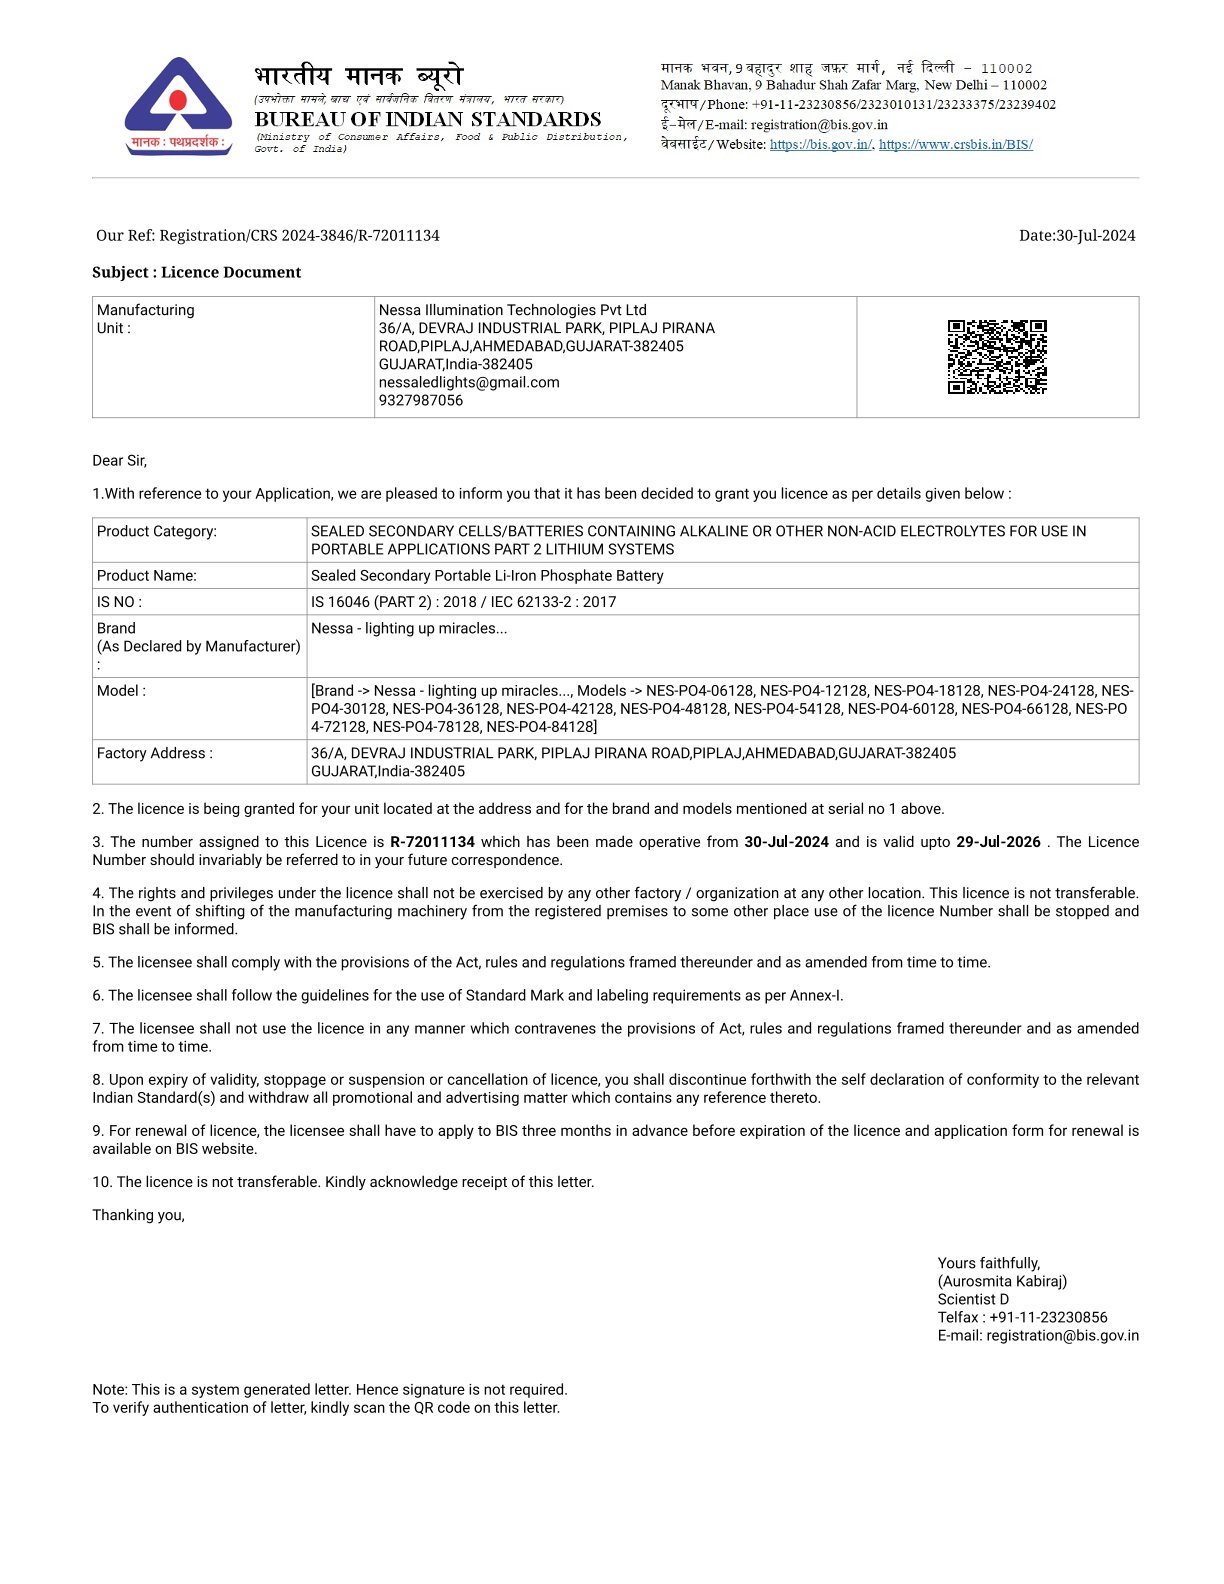 भारतीय मानक ब्यूरो
(उपभोक्ता मामले, खाद्य एवं सार्वजनिक वितरण मंत्रालय, भारत सरकार)
BUREAU OF INDIAN STANDARDS
(Ministry of Consumer Affairs, Food & Public Distribution,
Govt. of India)
मानक : पथप्रदर्शक :
मानक भवन, 9 बहादुर शाह जफ़र मार्ग, नई दिल्ली – 110002
Manak Bhavan, 9 Bahadur Shah Zafar Marg, New Delhi – 110002
दूरभाष/Phone: +91-11-23230856/2323010131/23233375/23239402
ई-मेल/E-mail: registration@bis.gov.in
वेबसाईट/Website: https://bis.gov.in/, https://www.crsbis.in/BIS/
Our Ref: Registration/CRS 2024-3846/R-72011134 Date:30-Jul-2024
Subject : Licence Document
Manufacturing
Unit :
Nessa Illumination Technologies Pvt Ltd
36/A, DEVRAJ INDUSTRIAL PARK, PIPLAJ PIRANA
ROAD,PIPLAJ,AHMEDABAD,GUJARAT-382405
GUJARAT,India-382405
nessaledlights@gmail.com
9327987056
Dear Sir,
1.With reference to your Application, we are pleased to inform you that it has been decided to grant you licence as per details given below :
Product Category: SEALED SECONDARY CELLS/BATTERIES CONTAINING ALKALINE OR OTHER NON-ACID ELECTROLYTES FOR USE IN
PORTABLE APPLICATIONS PART 2 LITHIUM SYSTEMS
Product Name: Sealed Secondary Portable Li-Iron Phosphate Battery
IS NO : IS 16046 (PART 2) : 2018 / IEC 62133-2 : 2017
Brand Nessa - lighting up miracles...
(As Declared by Manufacturer)
:
Model : [Brand -> Nessa - lighting up miracles..., Models -> NES-PO4-06128, NES-PO4-12128, NES-PO4-18128, NES-PO4-24128, NES-
PO4-30128, NES-PO4-36128, NES-PO4-42128, NES-PO4-48128, NES-PO4-54128, NES-PO4-60128, NES-PO4-66128, NES-PO
4-72128, NES-PO4-78128, NES-PO4-84128]
Factory Address : 36/A, DEVRAJ INDUSTRIAL PARK, PIPLAJ PIRANA ROAD,PIPLAJ,AHMEDABAD,GUJARAT-382405
GUJARAT,India-382405
2. The licence is being granted for your unit located at the address and for the brand and models mentioned at serial no 1 above.
3. The number assigned to this Licence is R-72011134 which has been made operative from 30-Jul-2024 and is valid upto 29-Jul-2026 . The Licence
Number should invariably be referred to in your future correspondence.
4. The rights and privileges under the licence shall not be exercised by any other factory / organization at any other location. This licence is not transferable.
In the event of shifting of the manufacturing machinery from the registered premises to some other place use of the licence Number shall be stopped and
BIS shall be informed.
5. The licensee shall comply with the provisions of the Act, rules and regulations framed thereunder and as amended from time to time.
6. The licensee shall follow the guidelines for the use of Standard Mark and labeling requirements as per Annex-I.
7. The licensee shall not use the licence in any manner which contravenes the provisions of Act, rules and regulations framed thereunder and as amended
from time to time.
8. Upon expiry of validity, stoppage or suspension or cancellation of licence, you shall discontinue forthwith the self declaration of conformity to the relevant
Indian Standard(s) and withdraw all promotional and advertising matter which contains any reference thereto.
9. For renewal of licence, the licensee shall have to apply to BIS three months in advance before expiration of the licence and application form for renewal is
available on BIS website.
10. The licence is not transferable. Kindly acknowledge receipt of this letter.
Thanking you,
Yours faithfully,
(Aurosmita Kabiraj)
Scientist D
Telfax : +91-11-23230856
E-mail: registration@bis.gov.in
Note: This is a system generated letter. Hence signature is not required.
To verify authentication of letter, kindly scan the QR code on this letter.